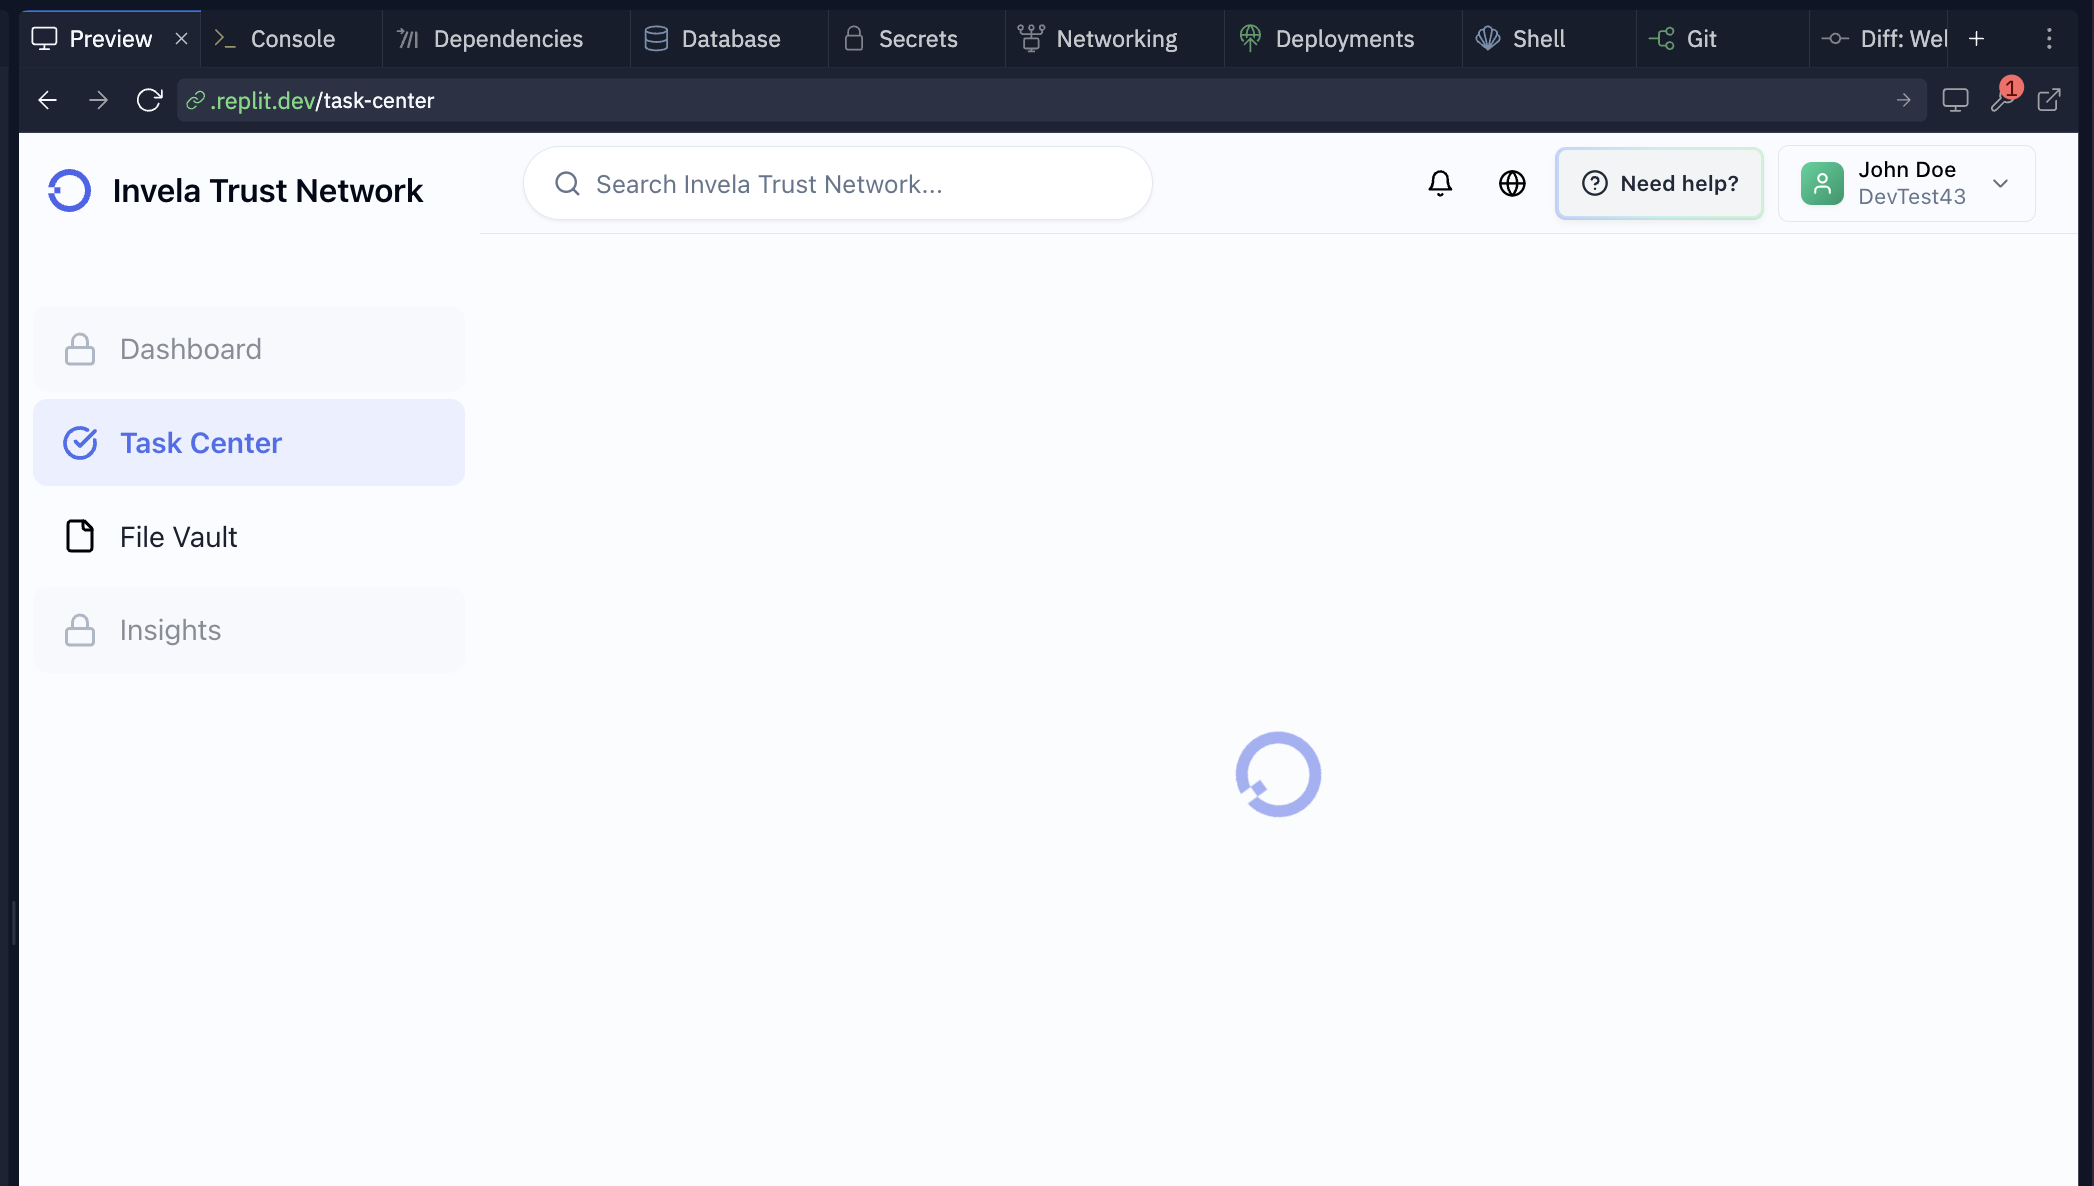 Preview
Console
Dependencies
Database
Secrets
Networking
Deployments
Shell
Git
Diff: Wel
.replit.dev/task-center
1
Invela Trust Network
Search Invela Trust Network...
Need help?
John Doe
DevTest43
Dashboard
Task Center
File Vault
Insights